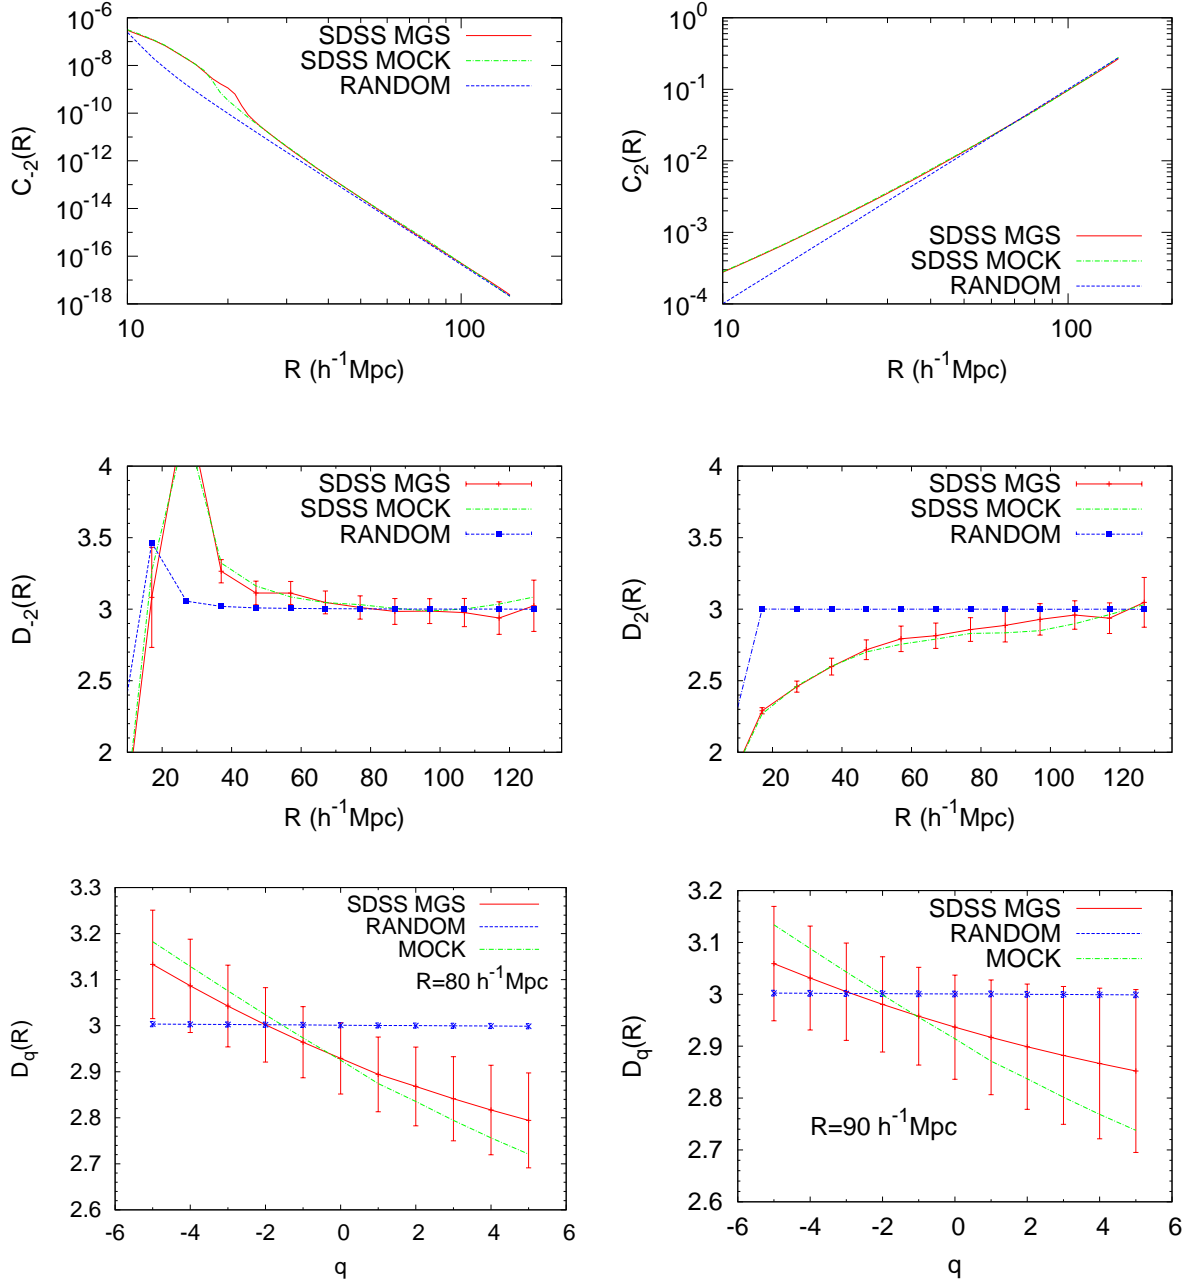 10^-6
10^-8
10^-10
10^-12
10^-14
10^-16
10^-18
C_-2(R)
SDSS MGS
SDSS MOCK
RANDOM
10
100
R (h^-1Mpc)
10^0
10^-1
10^-2
10^-3
10^-4
C_2(R)
SDSS MGS
SDSS MOCK
RANDOM
10
100
R (h^-1Mpc)
4
3.5
3
2.5
2
D_-2(R)
SDSS MGS
SDSS MOCK
RANDOM
20 40 60 80 100 120
R (h^-1Mpc)
4
3.5
3
2.5
2
D_2(R)
SDSS MGS
SDSS MOCK
RANDOM
20 40 60 80 100 120
R (h^-1Mpc)
3.3
3.2
3.1
3
2.9
2.8
2.7
2.6
D_q(R)
SDSS MGS
RANDOM
MOCK
R=80 h^-1Mpc
-6 -4 -2 0 2 4 6
q
3.2
3.1
3
2.9
2.8
2.7
2.6
D_q(R)
SDSS MGS
RANDOM
MOCK
R=90 h^-1Mpc
-6 -4 -2 0 2 4 6
q